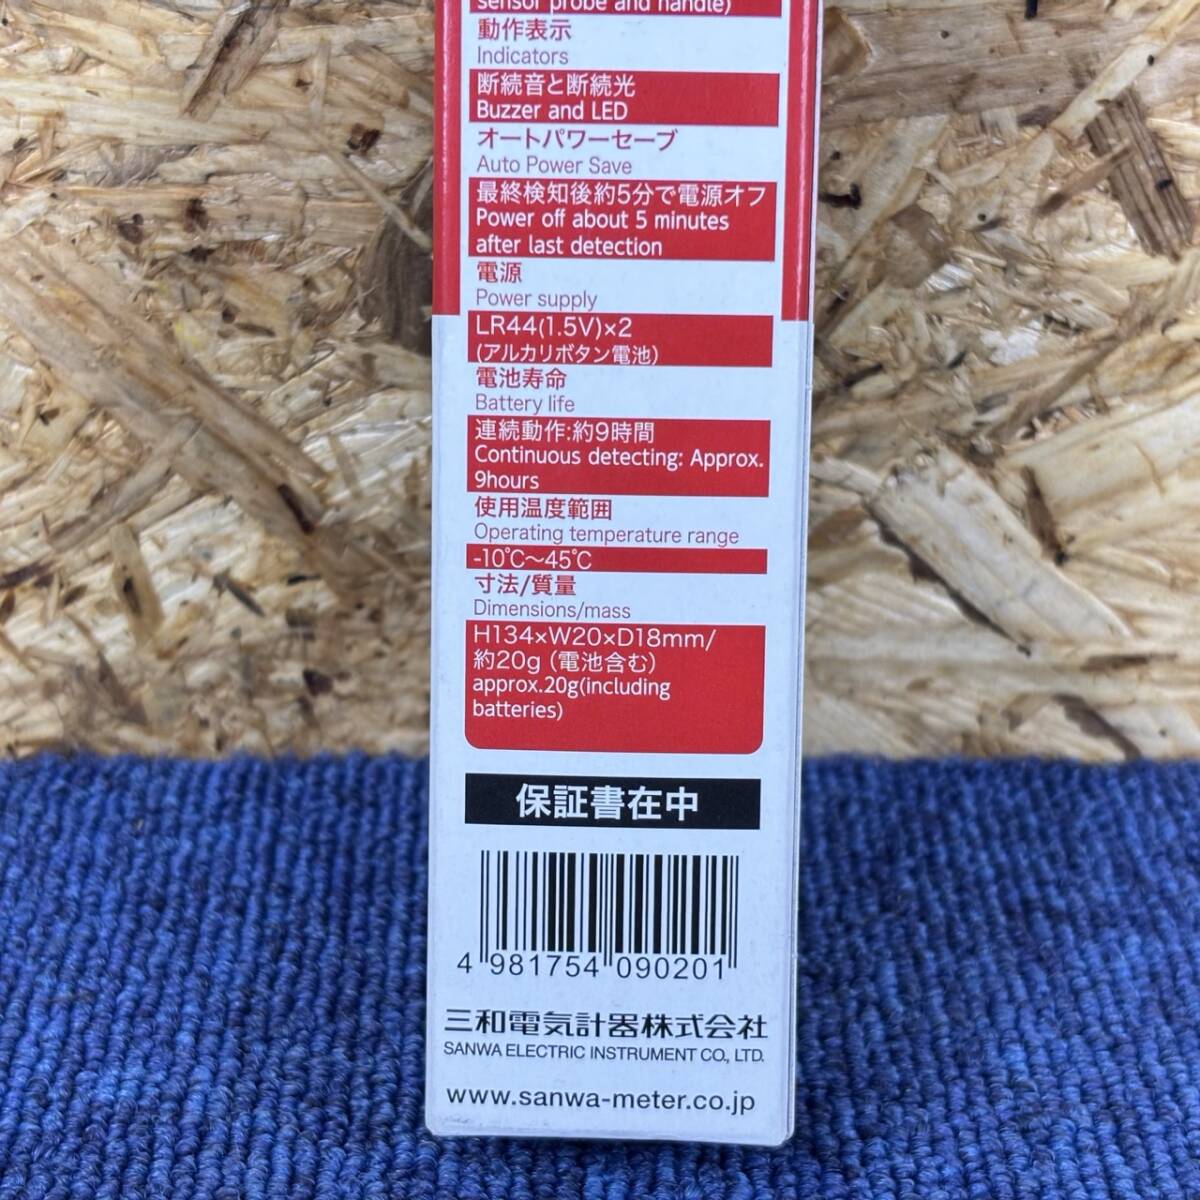 sensor probe and handle)
動作表示
Indicators
断続音と断続光
Buzzer and LED
オートパワーセーブ
Auto Power Save
最終検知後約5分で電源オフ
Power off about 5 minutes
after last detection
電源
Power supply
LR44(1.5V)×2
(アルカリボタン電池)
電池寿命
Battery life
連続動作:約9時間
Continuous detecting: Approx.
9hours
使用温度範囲
Operating temperature range
-10℃～45℃
寸法/質量
Dimensions/mass
H134×W20×D18mm/
約20g（電池含む）
approx.20g(including
batteries)
保証書在中
4 981754 090201
三和電気計器株式会社
SANWA ELECTRIC INSTRUMENT CO., LTD.
www.sanwa-meter.co.jp